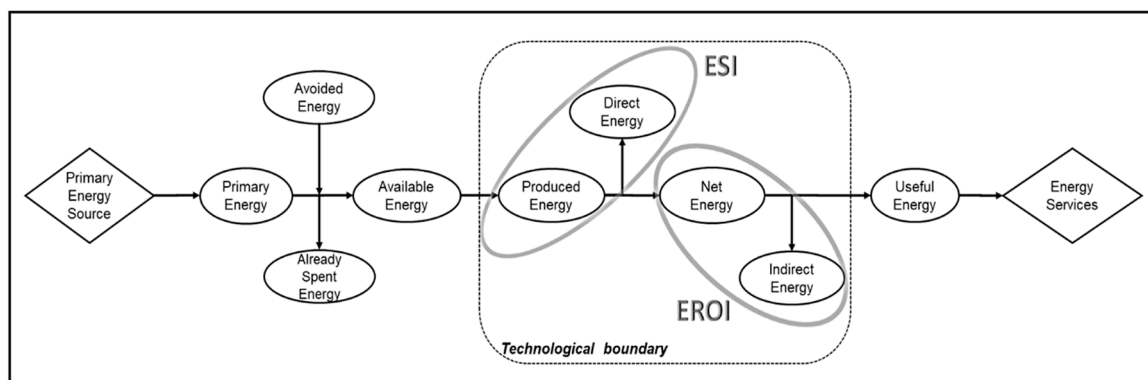 Primary
Energy
Source
Primary
Energy
Avoided
Energy
Already
Spent
Energy
Available
Energy
Produced
Energy
Direct
Energy
ESI
Net
Energy
Indirect
Energy
EROI
Technological boundary
Useful
Energy
Energy
Services